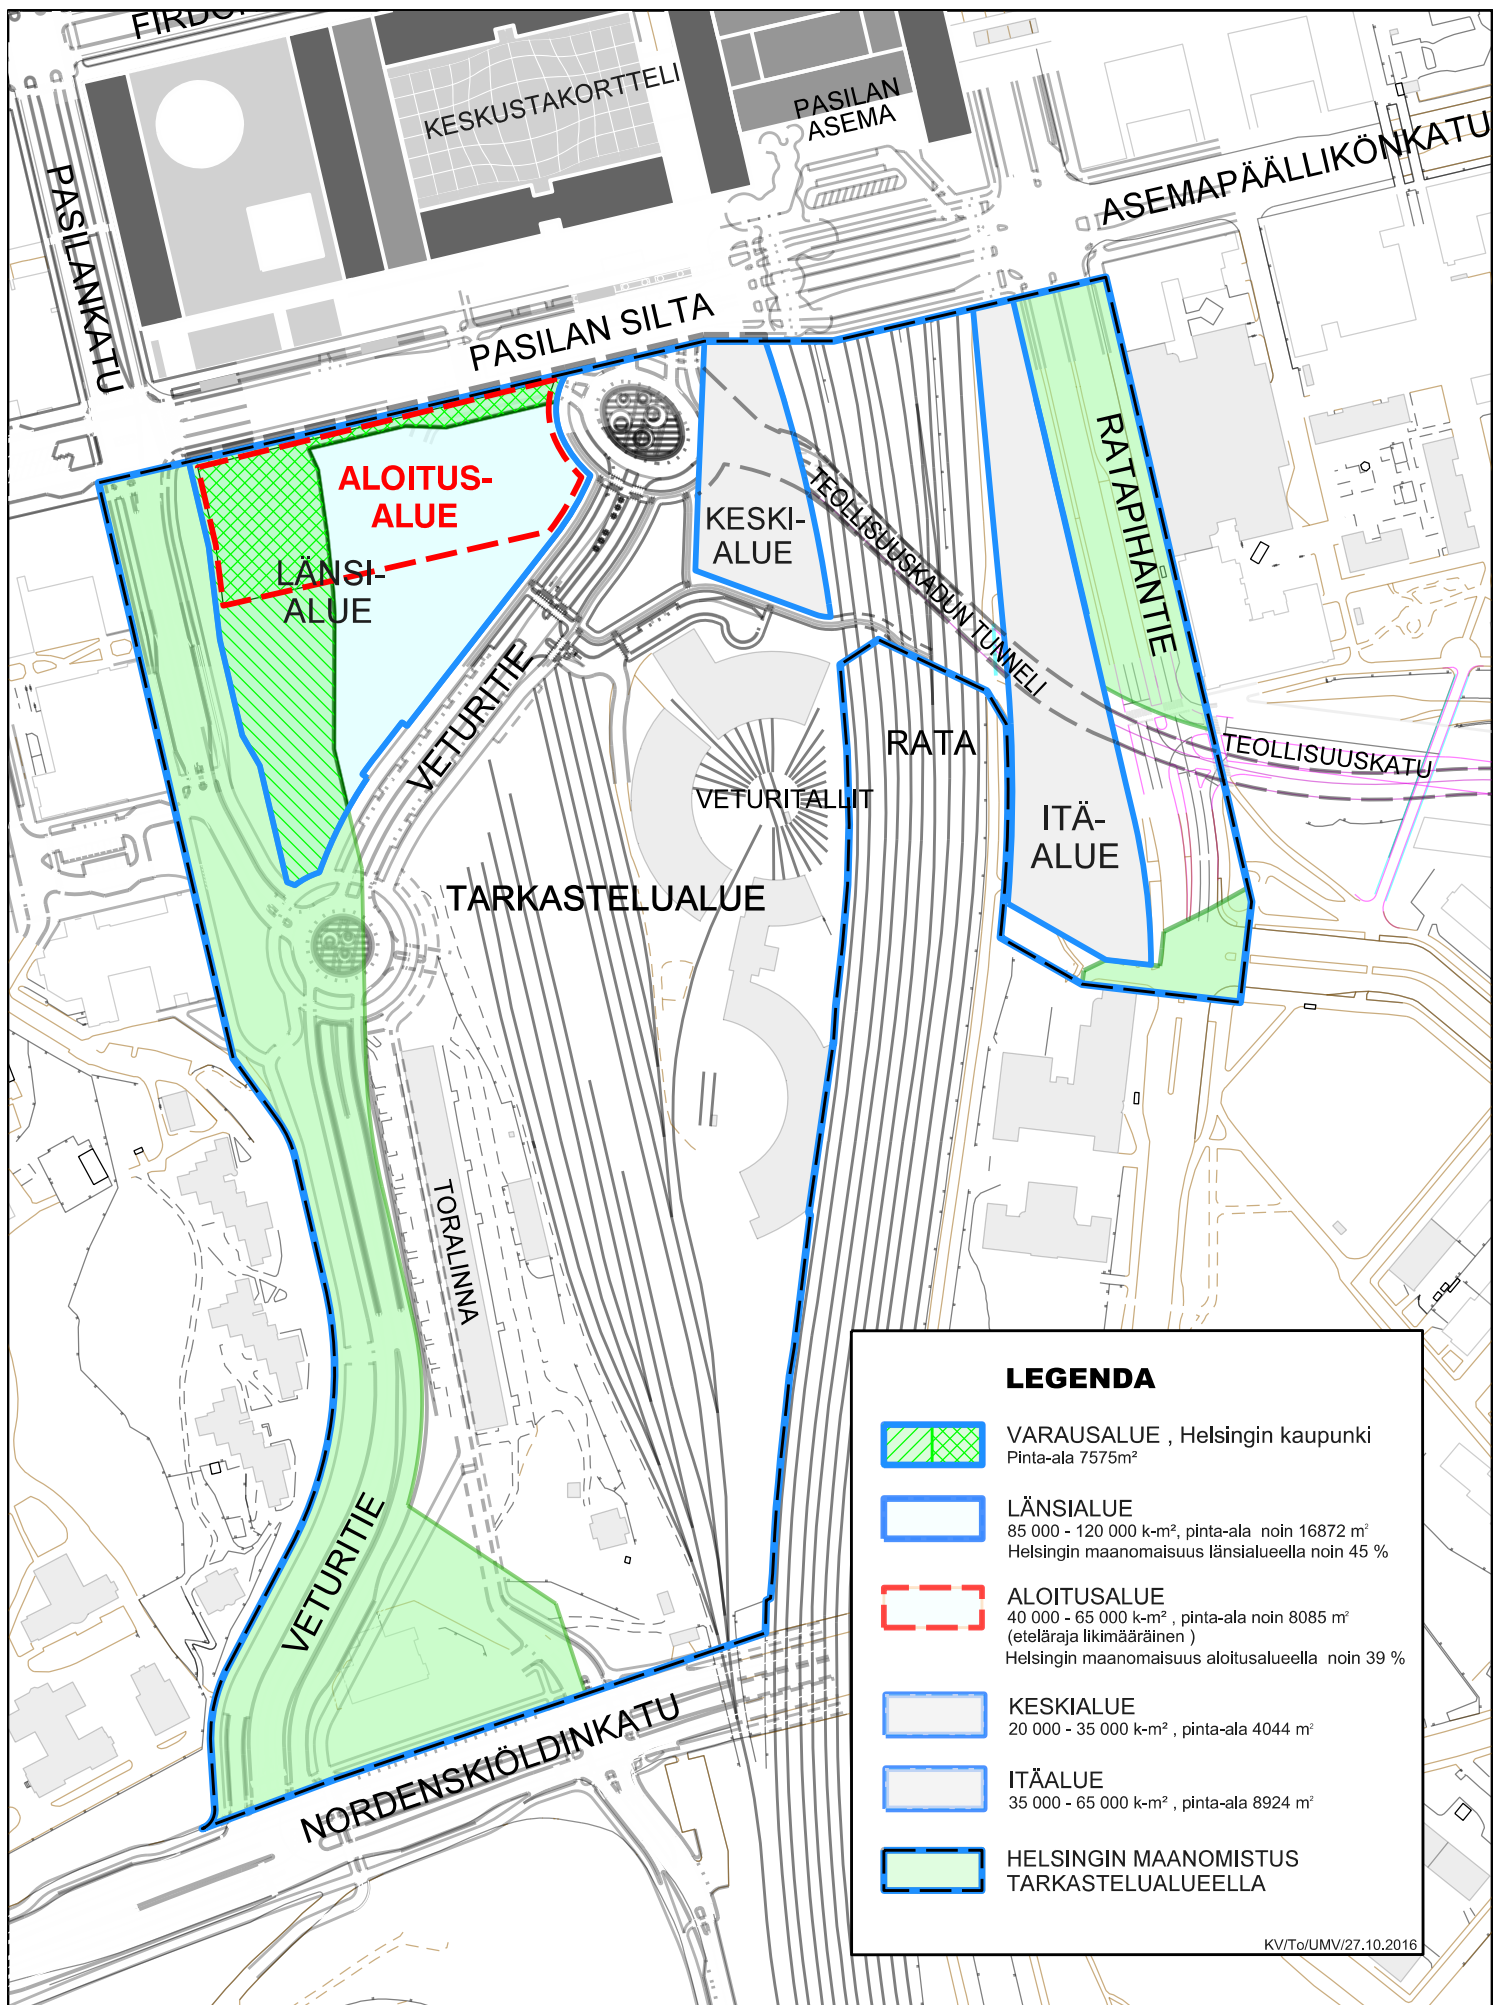 KESKUSTAKORTTELI
PASILAN
ASEMA
ASEMAPÄÄLLIKÖNKATU
PASILANKATU
PASILAN SILTA
ALOITUS-
ALUE
LÄNSI-
ALUE
KESKI-
ALUE
TEOLLISUUSKADUN TUNNELI
RATAPIHANTIE
VETURITIE
RATA
TEOLLISUUSKATU
VETURITALLIT
ITÄ-
ALUE
TARKASTELUALUE
TORALINNA
VETURITIE
NORDENSKIÖLDINKATU
LEGENDA
VARAUSALUE , Helsingin kaupunki
Pinta-ala 7575m²
LÄNSIALUE
85 000 - 120 000 k-m², pinta-ala noin 16872 m²
Helsingin maanomaisuus länsialueella noin 45 %
ALOITUSALUE
40 000 - 65 000 k-m² , pinta-ala noin 8085 m²
(eteläraja likimääräinen )
Helsingin maanomaisuus aloitusalueella noin 39 %
KESKIALUE
20 000 - 35 000 k-m² , pinta-ala 4044 m²
ITÄALUE
35 000 - 65 000 k-m² , pinta-ala 8924 m²
HELSINGIN MAANOMISTUS
TARKASTELUALUEELLA
KV/To/UMV/27.10.2016